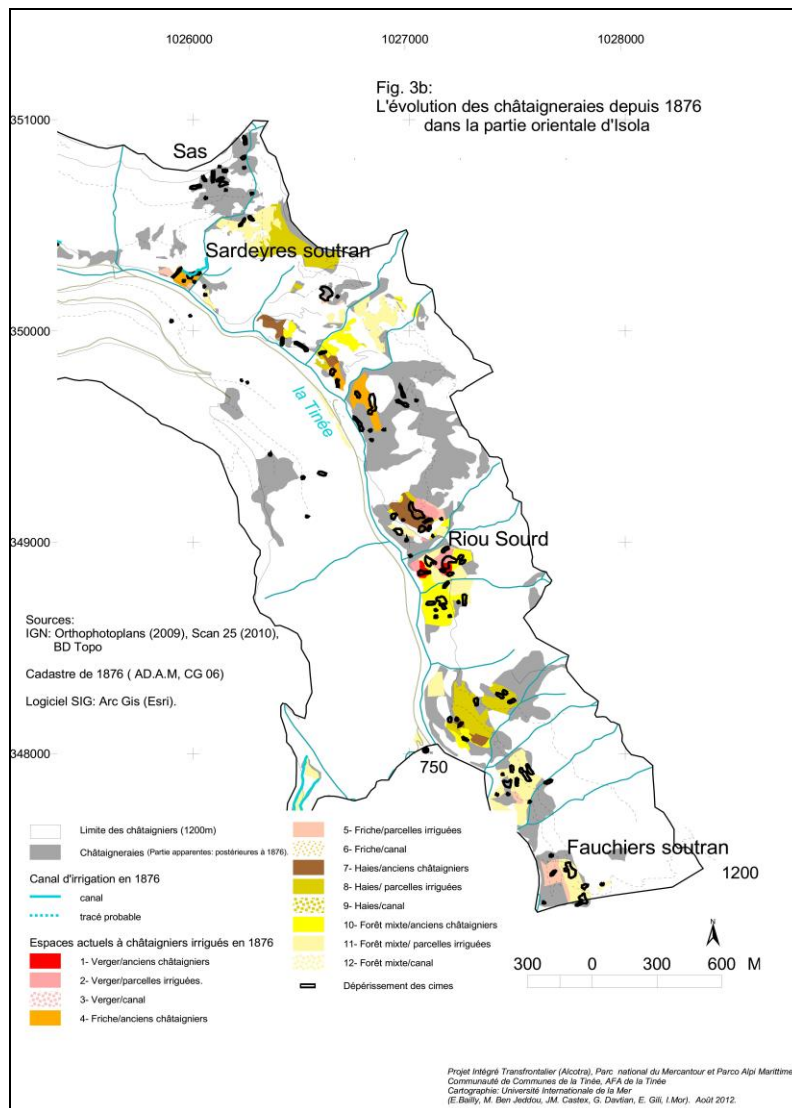 1026000
1027000
1028000
Fig. 3b:
L'évolution des châtaigneraies depuis 1876
dans la partie orientale d'Isola
351000
Sas
Sardeyres soutran
350000
la Tinée
349000
Riou Sourd
Sources:
IGN: Orthophotoplans (2009), Scan 25 (2010),
BD Topo
Cadastre de 1876 ( AD.A.M, CG 06)
Logiciel SIG: Arc Gis (Esri).
348000
750
Fauchiers soutran
1200
Limite des châtaigniers (1200m)
Châtaigneraies (Partie apparentes: postérieures à 1876).
Canal d'irrigation en 1876
canal
tracé probable
Espaces actuels à châtaigniers irrigués en 1876
1- Verger/anciens châtaigniers
2- Verger/parcelles irriguées.
3- Verger/canal
4- Friche/anciens châtaigniers
5- Friche/parcelles irriguées
6- Friche/canal
7- Haies/anciens châtaigniers
8- Haies/ parcelles irriguées
9- Haies/canal
10- Forêt mixte/anciens châtaigniers
11- Forêt mixte/ parcelles irriguées
12- Forêt mixte/canal
Dépérissement des cimes
N
300 0 300 600 M
Projet Intégré Transfrontalier (Alcotra), Parc national du Mercantour et Parco Alpi Marittime
Communauté de Communes de la Tinée, AFA de la Tinée
Cartographie: Université Internationale de la Mer
(E.Bailly, M. Ben Jeddou, JM. Castex, G. Davtian, E. Gili, I.Mor). Août 2012.